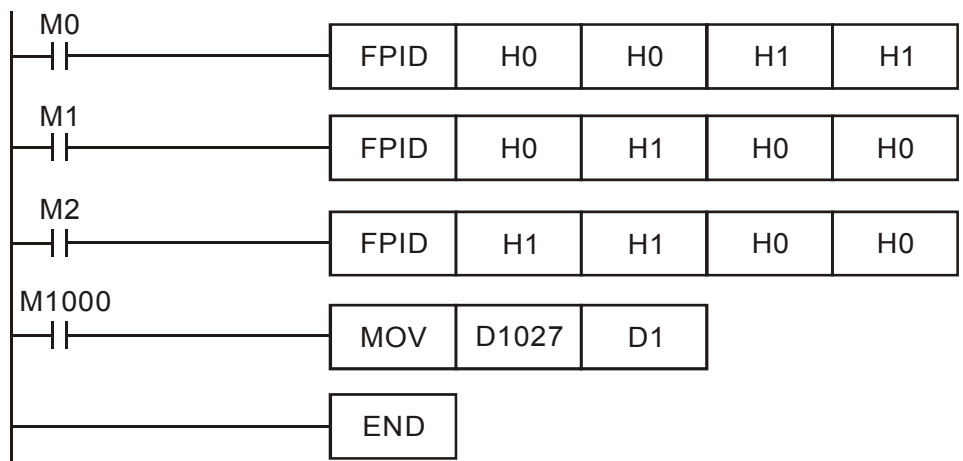 M0
FPID H0 H0 H1 H1
M1
FPID H0 H1 H0 H0
M2
FPID H1 H1 H0 H0
M1000
MOV D1027 D1
END